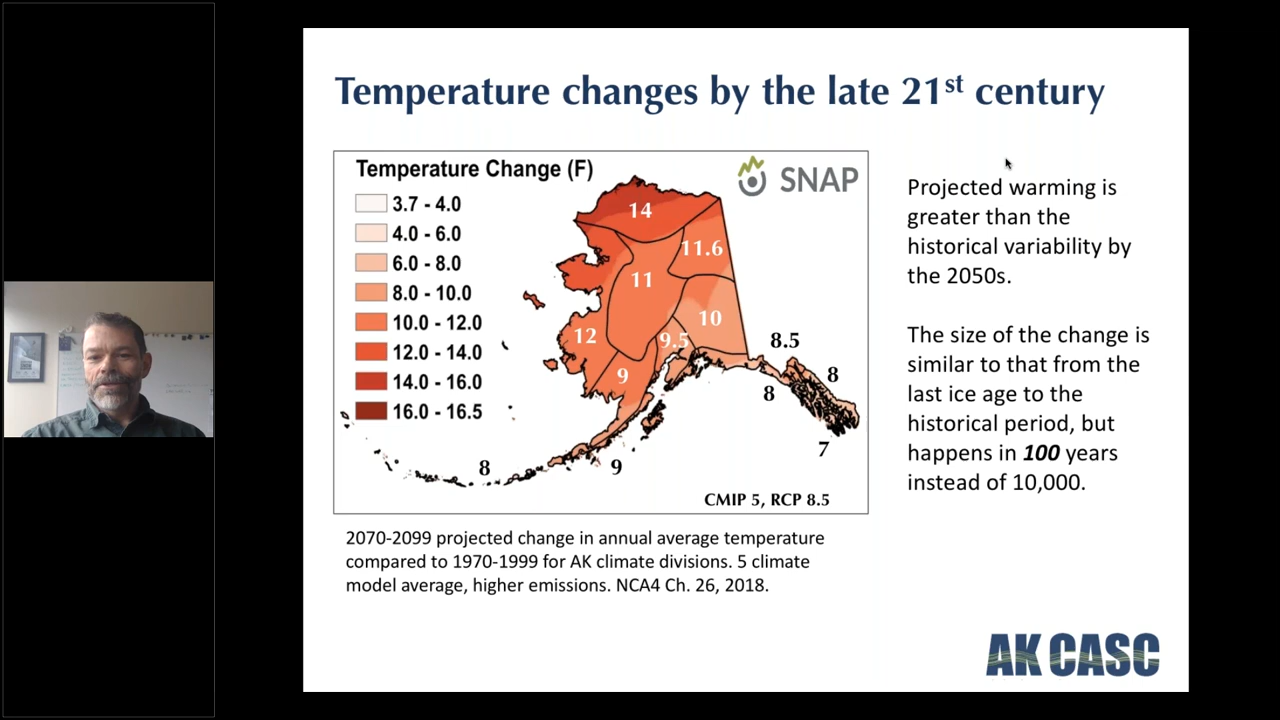 Temperature changes by the late 21st century
Temperature Change (F)
SNAP
3.7 - 4.0
4.0 - 6.0
6.0 - 8.0
8.0 - 10.0
10.0 - 12.0
12.0 - 14.0
14.0 - 16.0
16.0 - 16.5
14
11.6
11
10
12
9.5
8.5
9
8
8
7
8
9
CMIP 5, RCP 8.5
2070-2099 projected change in annual average temperature
compared to 1970-1999 for AK climate divisions. 5 climate
model average, higher emissions. NCA4 Ch. 26, 2018.
Projected warming is
greater than the
historical variability by
the 2050s.
The size of the change is
similar to that from the
last ice age to the
historical period, but
happens in 100 years
instead of 10,000.
AK CASC